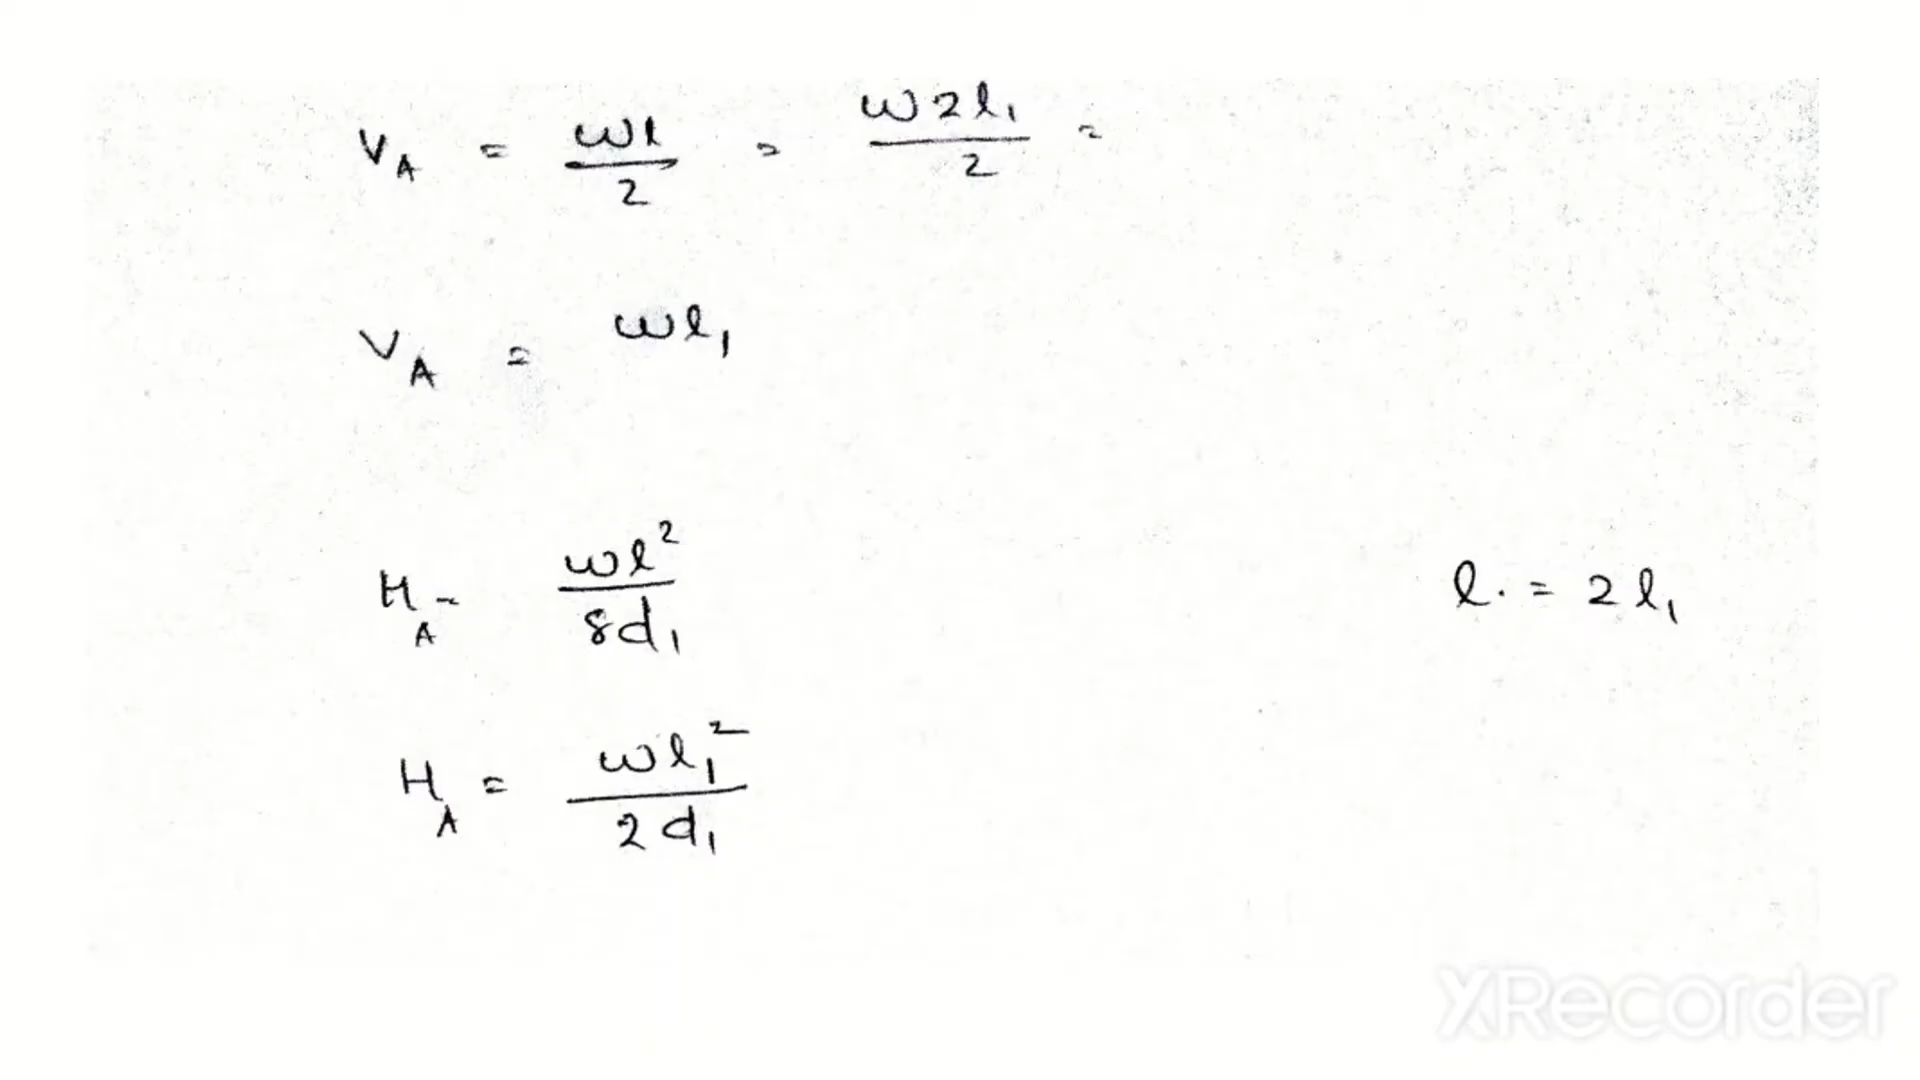 V_A = ωl/2 = ω2l₁/2 =
V_A = ωl₁
H_A = ωl²/8d₁
l. = 2l₁
H_A = ωl₁²/2d₁
XRecorder